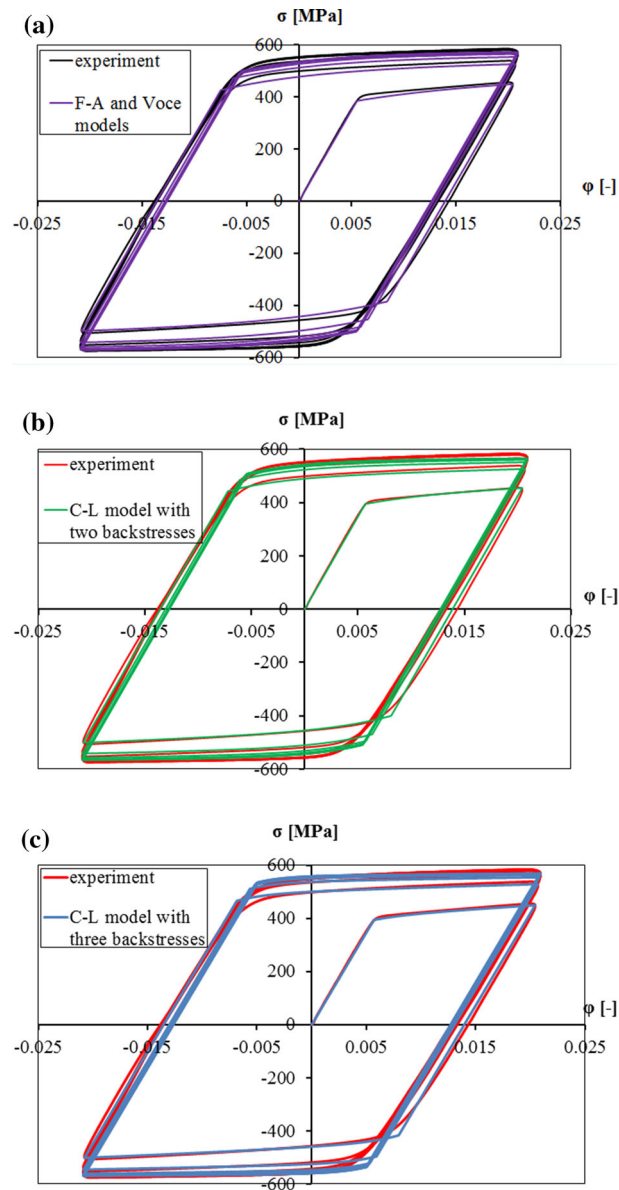 (a)
σ [MPa]
600
400
200
0
-200
-400
-600
experiment
F-A and Voce
models
φ [-]
-0.025
-0.015
-0.005
0.005
0.015
0.025
(b)
σ [MPa]
600
400
200
0
-200
-400
-600
experiment
C-L model with
two backstresses
φ [-]
-0.025
-0.015
-0.005
0.005
0.015
0.025
(c)
σ [MPa]
600
400
200
0
-200
-400
-600
experiment
C-L model with
three backstresses
φ [-]
-0.025
-0.015
-0.005
0.005
0.015
0.025